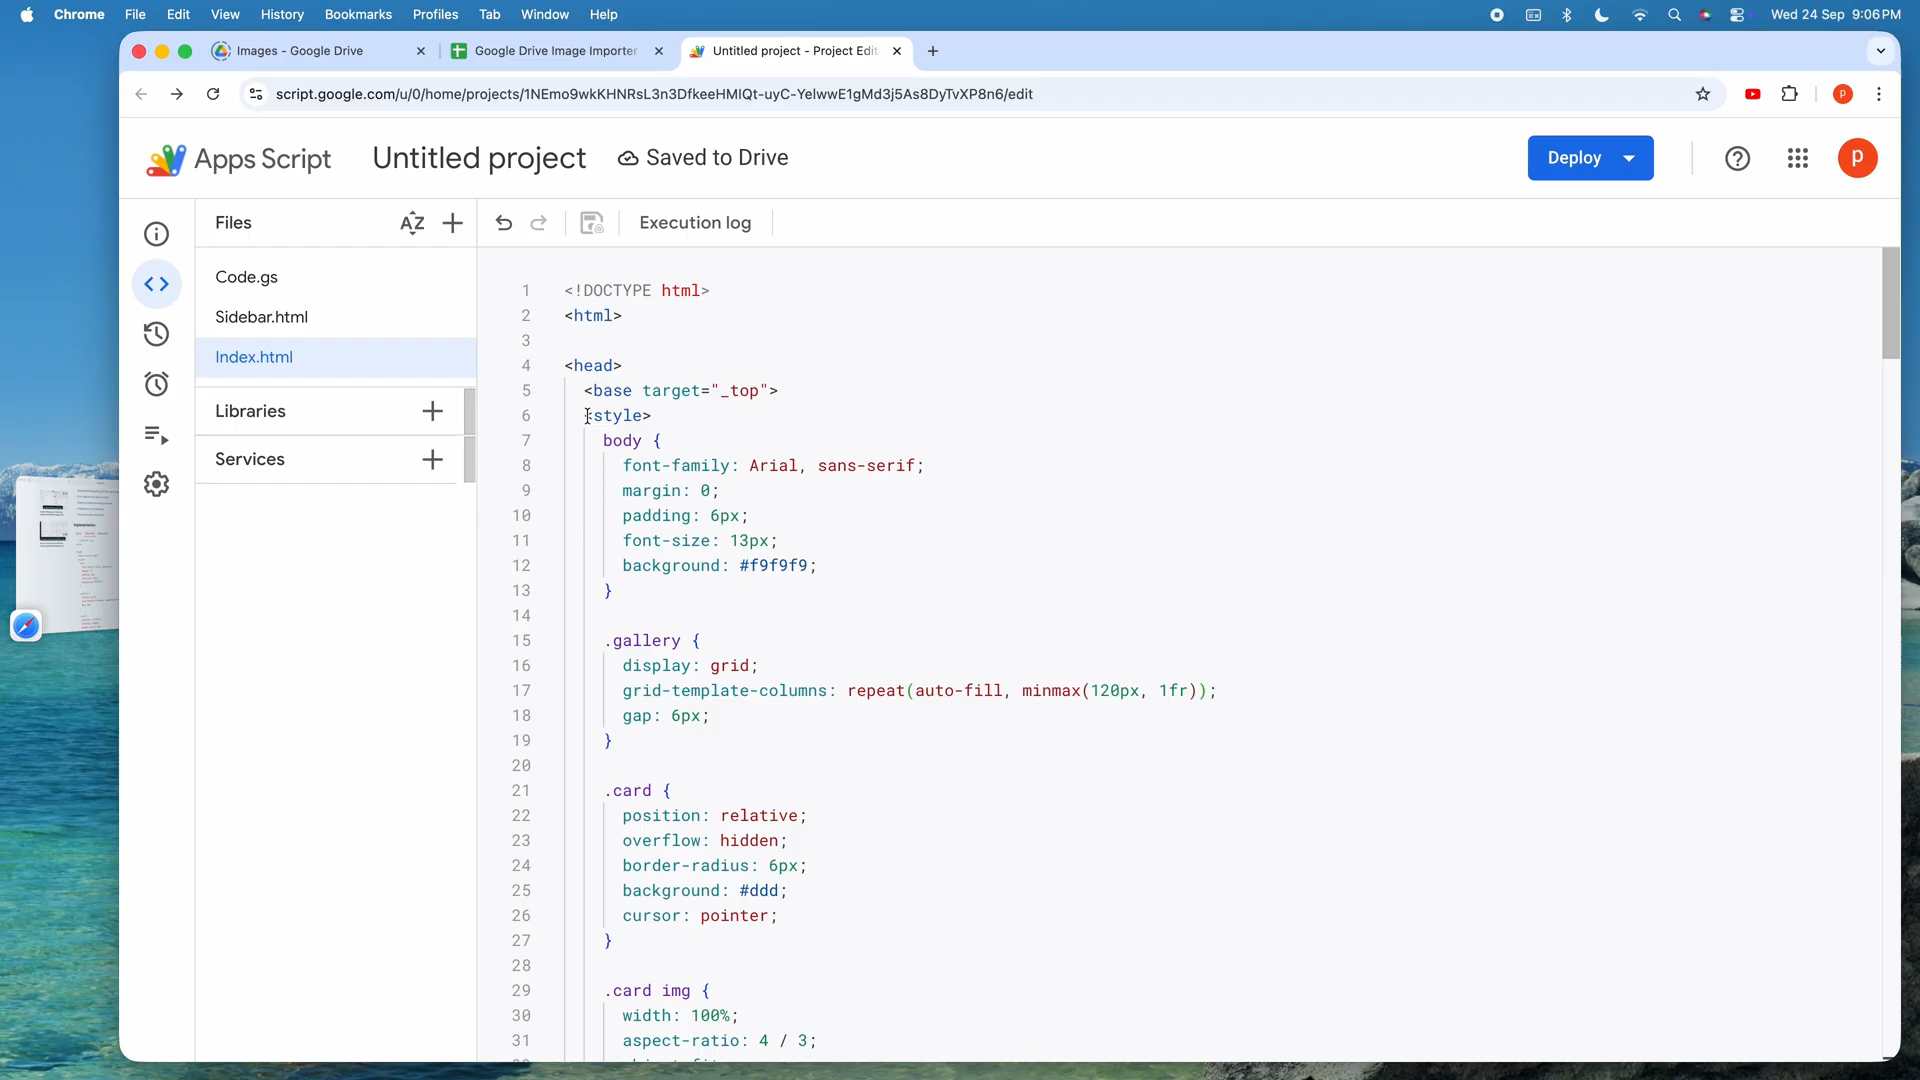 Chrome File Edit View History Bookmarks Profiles Tab Window Help Wed 24 Sep 9:06 PM
Images - Google Drive
Google Drive Image Importer
Untitled project - Project Edit
script.google.com/u/0/home/projects/1NEmo9wkKHNRsL3n3DfkeeHMlQt-uyC-YelwwE1gMd3j5As8DyTvXP8n6/edit
p
Apps Script
Untitled project
Saved to Drive
Deploy
p
Files
AZ
Execution log
Code.gs
Sidebar.html
Index.html
Libraries
Services
1 <!DOCTYPE html>
2 <html>
3
4 <head>
5 <base target="_top">
6 <style>
7 body {
8 font-family: Arial, sans-serif;
9 margin: 0;
10 padding: 6px;
11 font-size: 13px;
12 background: #f9f9f9;
13 }
14
15 .gallery {
16 display: grid;
17 grid-template-columns: repeat(auto-fill, minmax(120px, 1fr));
18 gap: 6px;
19 }
20
21 .card {
22 position: relative;
23 overflow: hidden;
24 border-radius: 6px;
25 background: #ddd;
26 cursor: pointer;
27 }
28
29 .card img {
30 width: 100%;
31 aspect-ratio: 4 / 3;